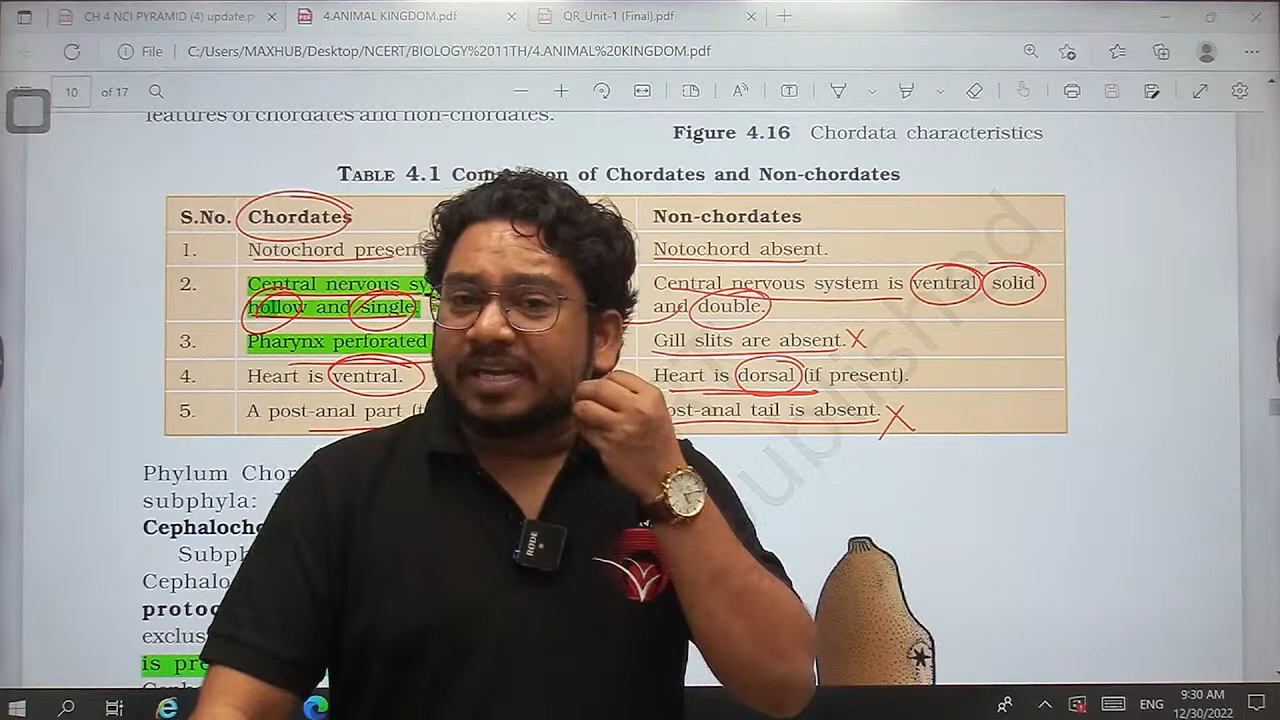 CH 4 NCI PYRAMID (4) update.p
4.ANIMAL KINGDOM.pdf
QR_Unit-1 (Final).pdf
File C:/Users/MAXHUB/Desktop/NCERT/BIOLOGY%2011TH/4.ANIMAL%20KINGDOM.pdf
10 of 17
features of chordates and non-chordates.
Figure 4.16 Chordata characteristics
TABLE 4.1 Com of Chordates and Non-chordates
S.No. Chordates Non-chordates
1. Notochord present Notochord absent.
2. Central nervous sy Central nervous system is ventral, solid
hollow and single. and double.
3. Pharynx perforated Gill slits are absent.
4. Heart is ventral. Heart is dorsal (if present).
5. A post-anal part (t ost-anal tail is absent.
Phylum Chor
subphyla:
Cephalocho
Subph
Cephalo
protoc
exclus
is pre
ublished
RODE
ENG
9:30 AM
12/30/2022